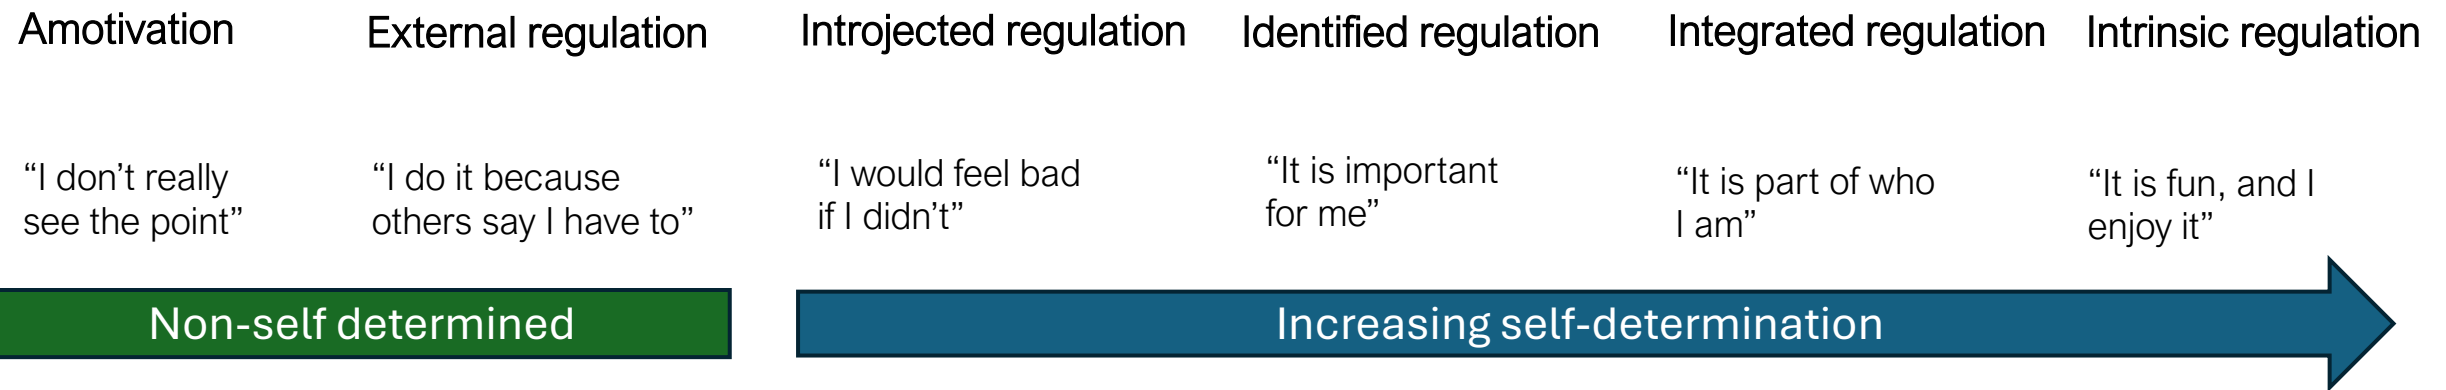 Amotivation
External regulation
Introjected regulation
Identified regulation
Integrated regulation
Intrinsic regulation
“I don’t really
see the point”
“I do it because
others say I have to”
“I would feel bad
if I didn’t”
“It is important
for me”
“It is part of who
I am”
“It is fun, and I
enjoy it”
Non-self determined
Increasing self-determination